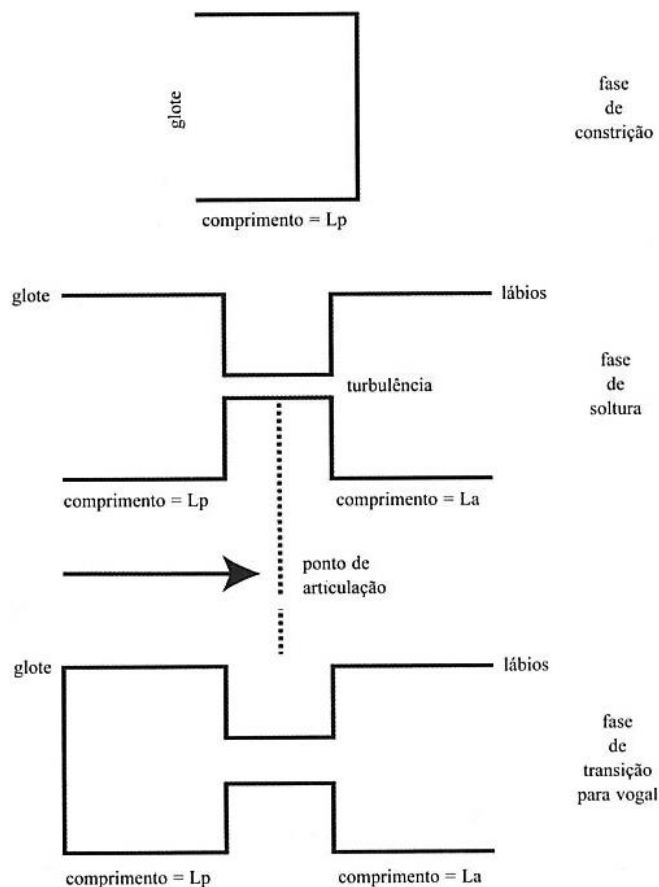 glote
fase
de
constrição
comprimento = Lp
glote
lábios
turbulência
fase
de
soltura
comprimento = Lp
comprimento = La
ponto de
articulação
glote
lábios
fase
de
transição
para vogal
comprimento = Lp
comprimento = La